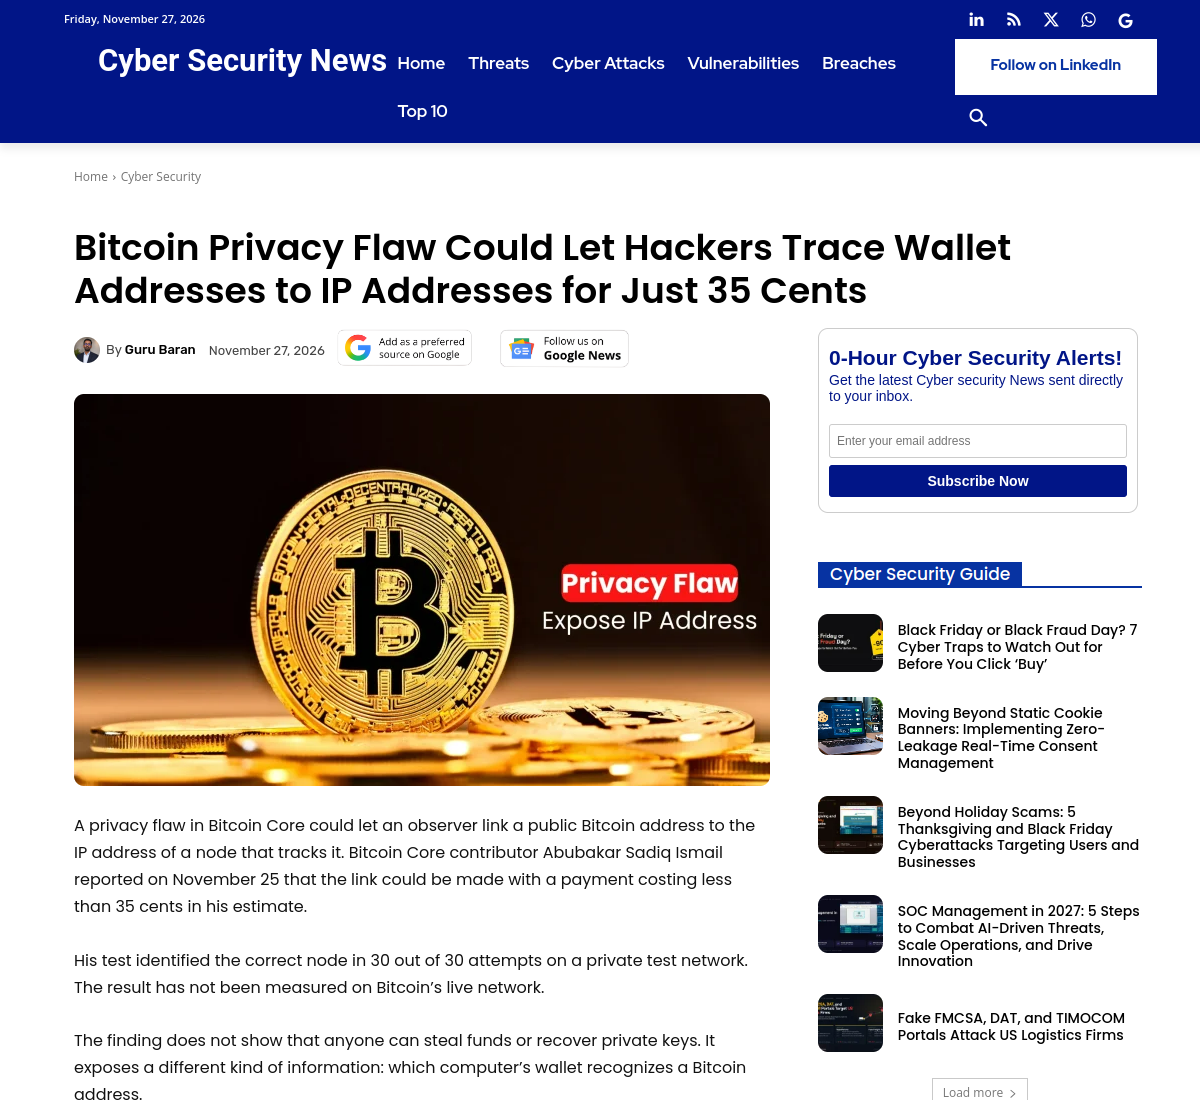 Friday, November 27, 2026
Cyber Security News
Home
Threats
Cyber Attacks
Vulnerabilities
Breaches
Top 10
Follow on LinkedIn
Home › Cyber Security
Bitcoin Privacy Flaw Could Let Hackers Trace Wallet
Addresses to IP Addresses for Just 35 Cents
By Guru Baran
November 27, 2026
Add as a preferred
source on Google
Follow us on
Google News
DIGITAL
DECENTRALIZED
PEER TO PEER
Privacy Flaw
Expose IP Address
A privacy flaw in Bitcoin Core could let an observer link a public Bitcoin address to the
IP address of a node that tracks it. Bitcoin Core contributor Abubakar Sadiq Ismail
reported on November 25 that the link could be made with a payment costing less
than 35 cents in his estimate.
His test identified the correct node in 30 out of 30 attempts on a private test network.
The result has not been measured on Bitcoin’s live network.
The finding does not show that anyone can steal funds or recover private keys. It
exposes a different kind of information: which computer’s wallet recognizes a Bitcoin
address.
0-Hour Cyber Security Alerts!
Get the latest Cyber security News sent directly
to your inbox.
Enter your email address
Subscribe Now
Cyber Security Guide
Black Friday or Black Fraud Day? 7
Cyber Traps to Watch Out for
Before You Click ‘Buy’
Moving Beyond Static Cookie
Banners: Implementing Zero-
Leakage Real-Time Consent
Management
Beyond Holiday Scams: 5
Thanksgiving and Black Friday
Cyberattacks Targeting Users and
Businesses
SOC Management in 2027: 5 Steps
to Combat AI-Driven Threats,
Scale Operations, and Drive
Innovation
Fake FMCSA, DAT, and TIMOCOM
Portals Attack US Logistics Firms
Load more